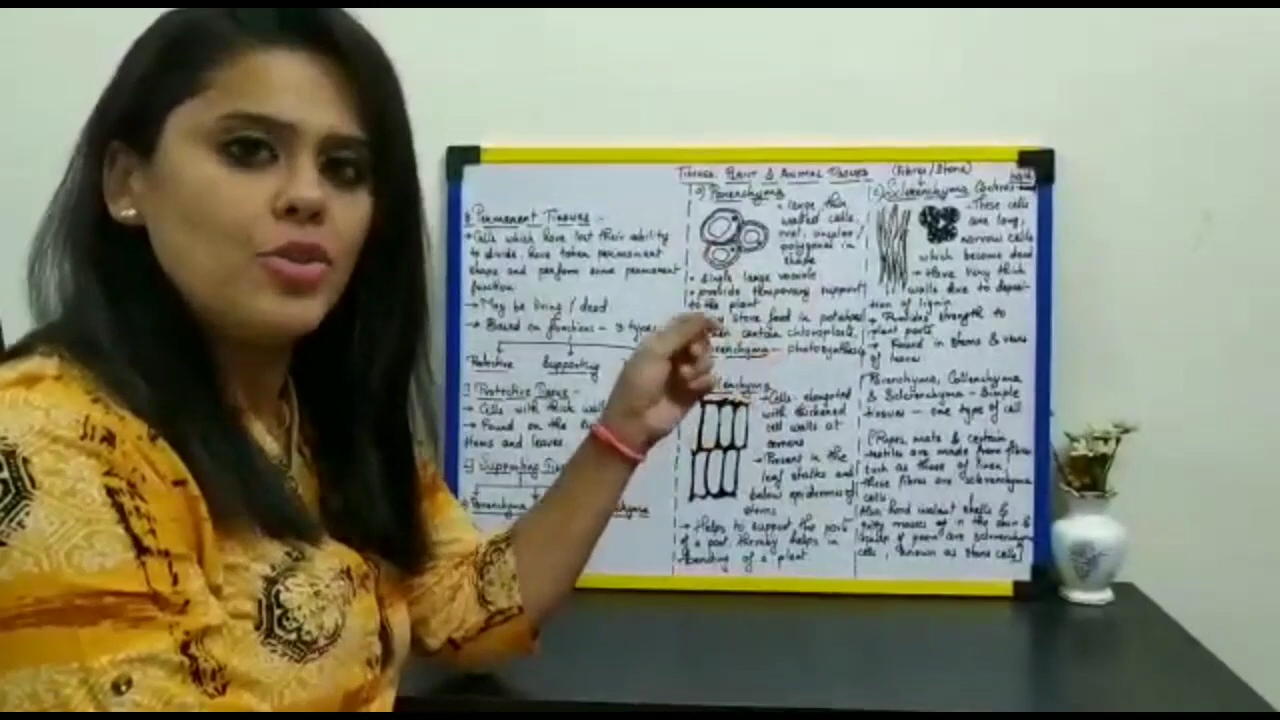 TISSUES: PLANT & ANIMAL TISSUES
PERMANENT TISSUES :-
Cells which have lost their ability
to divide, have taken permanent
shape and perform some permanent
function.
→ May be living / dead
→ Based on functions - 3 types
Protective Supporting
Protective Tissue -
→ Cells with thick
→ Found on the
stems and leaves.
Supporting
Parenchyma
a) Parenchyma
large thin
walled cells,
oval, circular /
polygonal in
shape
single large vacuole
provide temporary support
to the plant
store food in potatoes
contain chloroplasts
- photosynthesis
→ Cells elongated
with thickened
cell walls at
corners
→ Present in the
leaf stalks and
below epidermis of
stems
→ Helps to support the parts
of a plant thereby helps in
bending of a plant
(Fibres/Stone)
c) Sclerenchyma
→ These cells
are long,
narrow cells
which become dead
→ Have very thick
walls due to deposi-
tion of lignin
→ Provides strength to
plant parts
→ Found in stems & veins
of leaves
[Parenchyma, Collenchyma
& Sclerenchyma - Simple
tissues - one type of cell
[Ropes, mats & certain
textiles are made from fibres
such as those of linen
these fibres are sclerenchyma
cells
Also hard walnut shells &
gritty masses in the skin &
of pears are sclerenchyma
cells, known as stone cells]